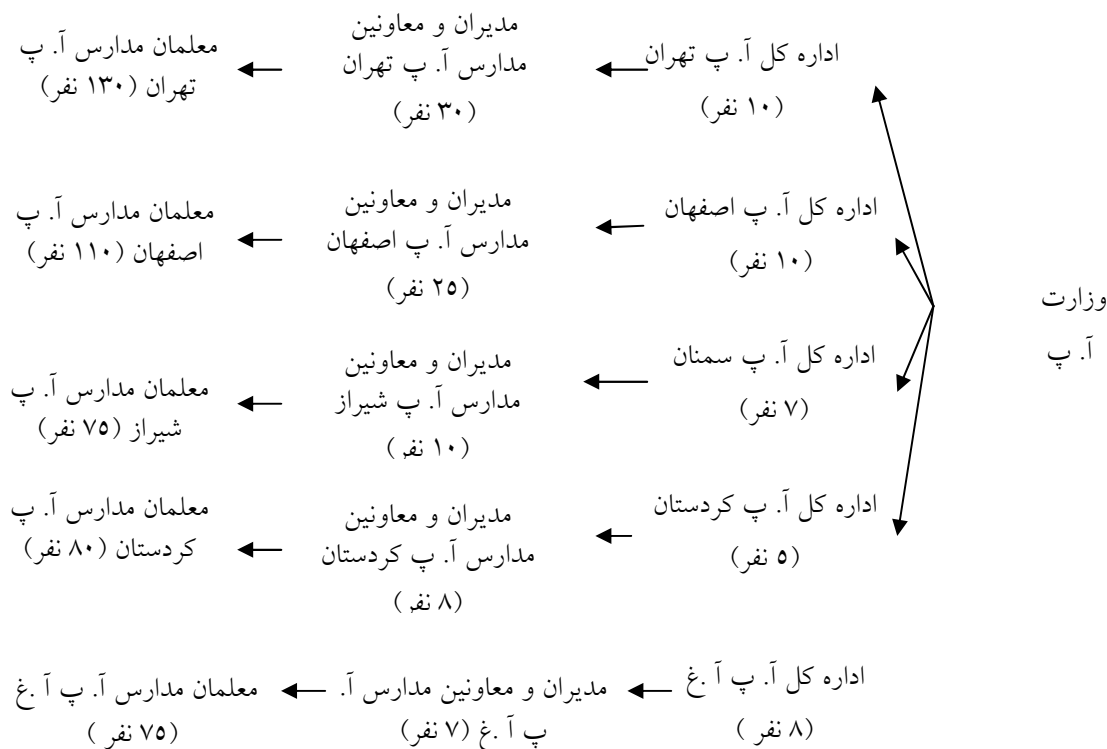 وزارت
آ. پ
اداره کل آ. پ تهران
(۱۰ نفر)
مدیران و معاونین
مدارس آ. پ تهران
(۳۰ نفر)
معلمان مدارس آ. پ
تهران (۱۳۰ نفر)
اداره کل آ. پ اصفهان
(۱۰ نفر)
مدیران و معاونین
مدارس آ. پ اصفهان
(۲۵ نفر)
معلمان مدارس آ. پ
اصفهان (۱۱۰ نفر)
اداره کل آ. پ سمنان
(۷ نفر)
مدیران و معاونین
مدارس آ. پ شیراز
(۱۰ نفر)
معلمان مدارس آ. پ
شیراز (۷۵ نفر)
اداره کل آ. پ کردستان
(۵ نفر)
مدیران و معاونین
مدارس آ. پ کردستان
(۸ نفر)
معلمان مدارس آ. پ
کردستان (۸۰ نفر)
اداره کل آ. پ آ .غ
(۸ نفر )
مدیران و معاونین مدارس آ.
پ آ .غ (۷ نفر)
معلمان مدارس آ. پ آ .غ
(۷۵ نفر )